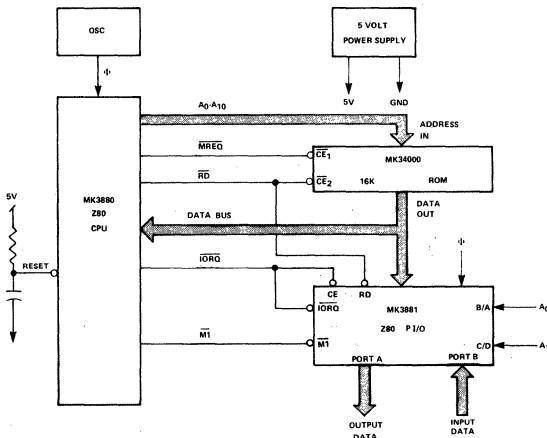 OSC
5 VOLT
POWER SUPPLY
Φ
5V
GND
A0-A10
ADDRESS
IN
MREQ
CE1
MK34000
RD
CE2
16K ROM
MK3880
Z80
CPU
DATA BUS
DATA
OUT
5V
RESET
IORQ
Φ
CE RD
MK3881
B/A
A0
IORQ
Z80 PI/O
M1
M1
C/D
PORT A
PORT B
OUTPUT
DATA
INPUT
DATA